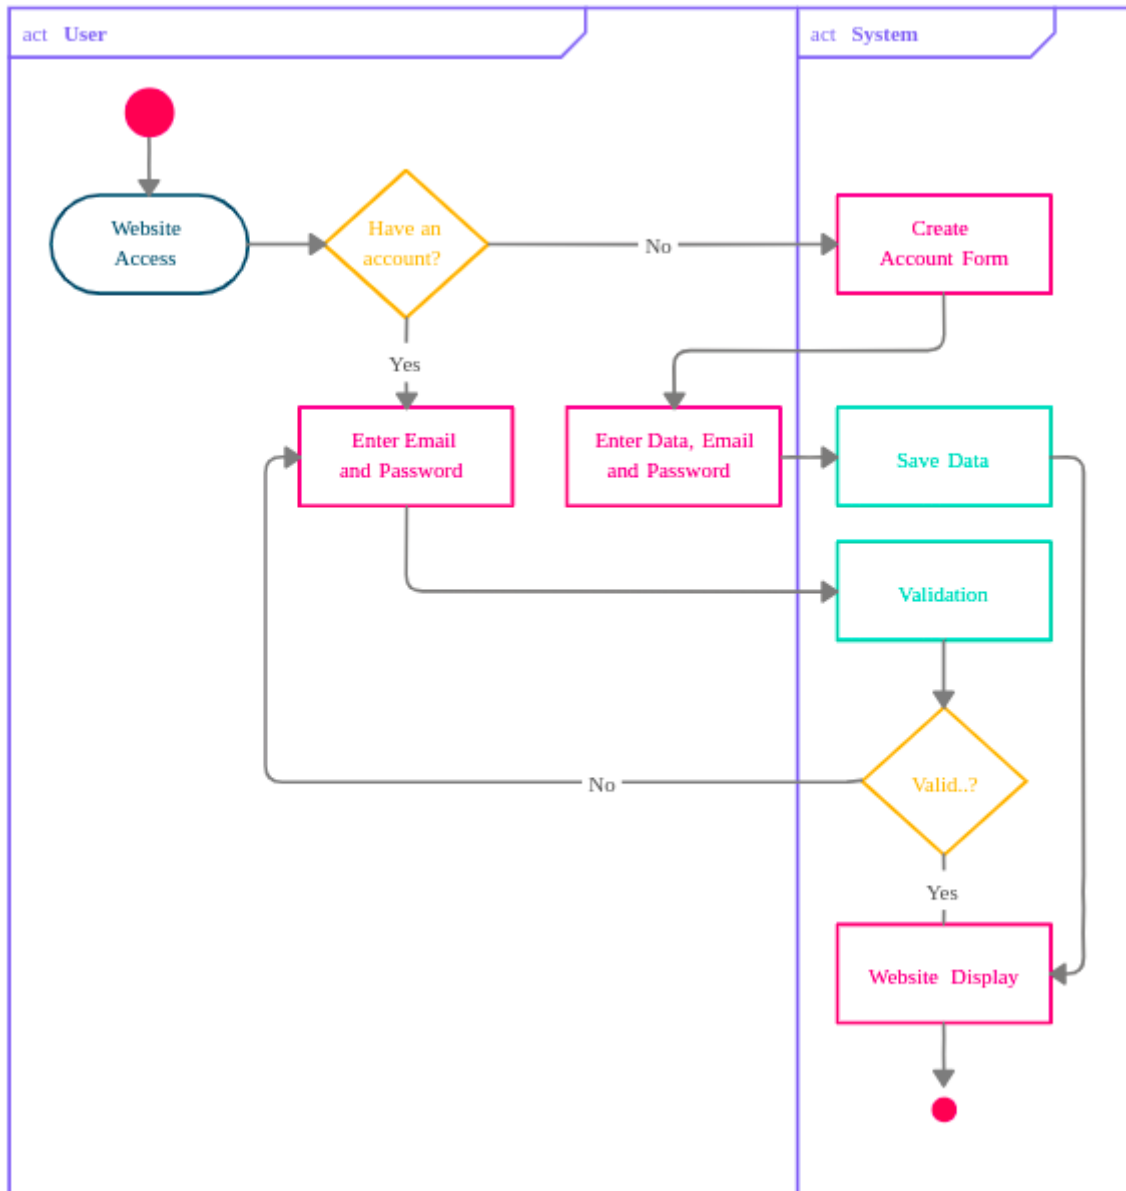 act User
act System
Website
Access
Have an
account?
No
Create
Account Form
Yes
Enter Email
and Password
Enter Data, Email
and Password
Save Data
Validation
No
Valid..?
Yes
Website Display